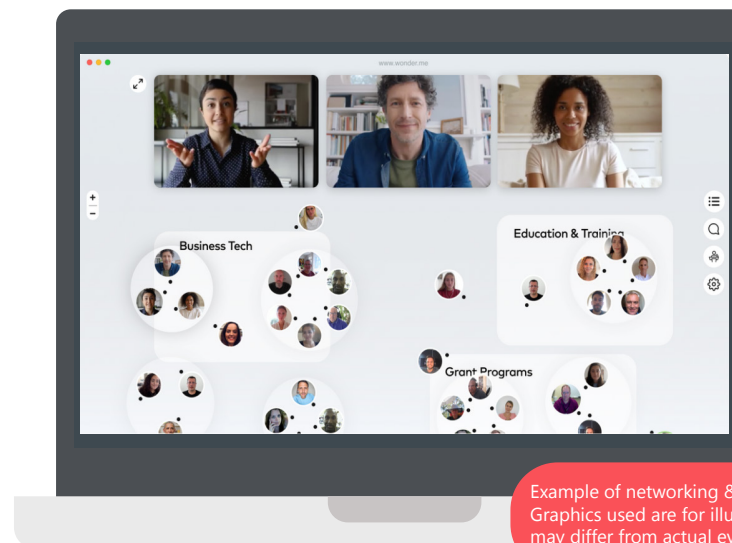 www.wonder.me
+
−
Business Tech
Education & Training
Grant Programs
Example of networking &
Graphics used are for illu
may differ from actual ev